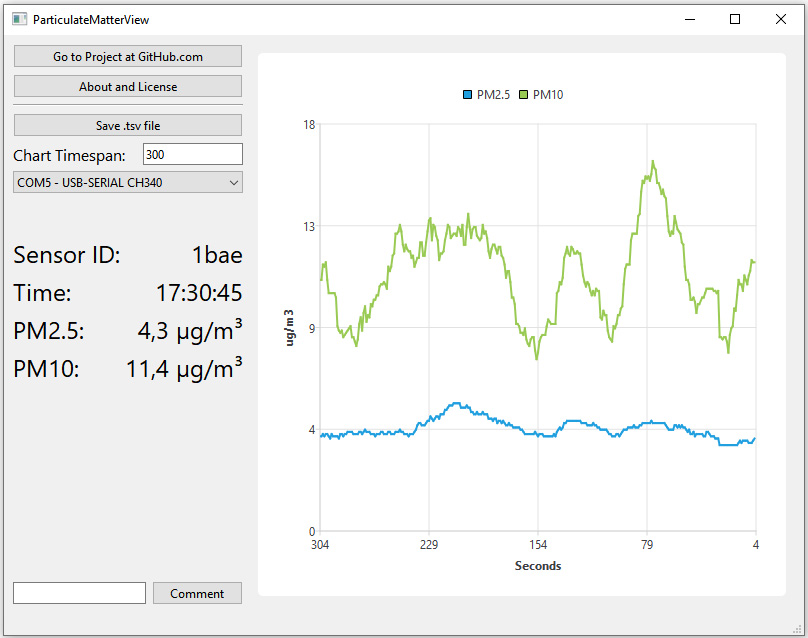 ParticulateMatterView
Go to Project at GitHub.com
About and License
Save .tsv file
Chart Timespan: 300
COM5 - USB-SERIAL CH340
Sensor ID: 1bae
Time: 17:30:45
PM2.5: 4,3 µg/m³
PM10: 11,4 µg/m³
Comment
PM2.5 PM10
18
13
9
4
0
ug/m3
304 229 154 79 4
Seconds